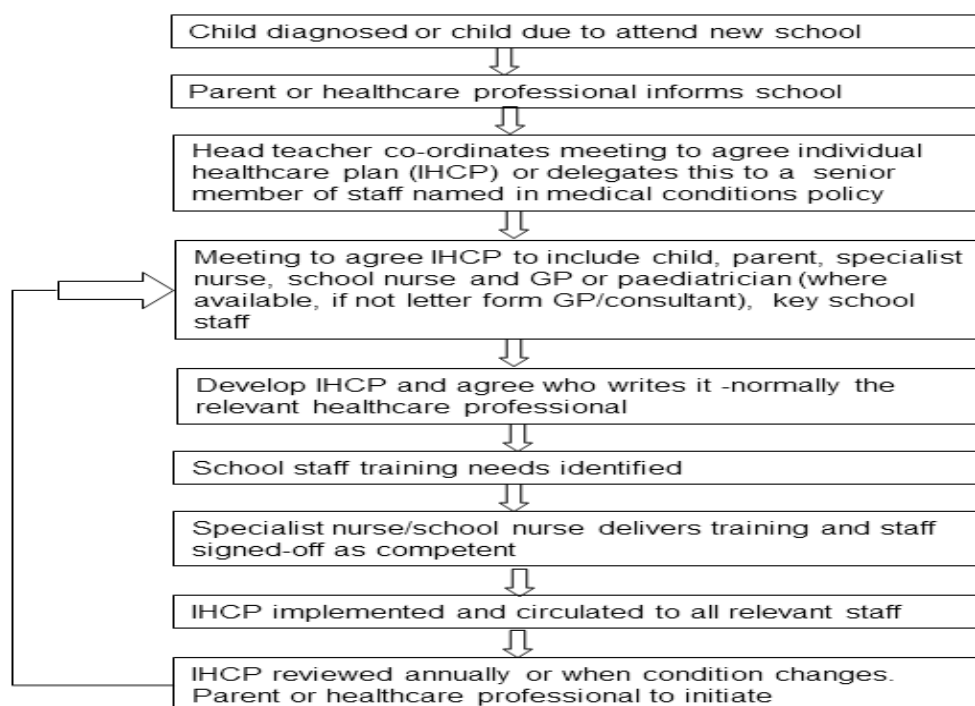 Child diagnosed or child due to attend new school
Parent or healthcare professional informs school
Head teacher co-ordinates meeting to agree individual
healthcare plan (IHCP) or delegates this to a senior
member of staff named in medical conditions policy
Meeting to agree IHCP to include child, parent, specialist
nurse, school nurse and GP or paediatrician (where
available, if not letter form GP/consultant), key school
staff
Develop IHCP and agree who writes it -normally the
relevant healthcare professional
School staff training needs identified
Specialist nurse/school nurse delivers training and staff
signed-off as competent
IHCP implemented and circulated to all relevant staff
IHCP reviewed annually or when condition changes.
Parent or healthcare professional to initiate